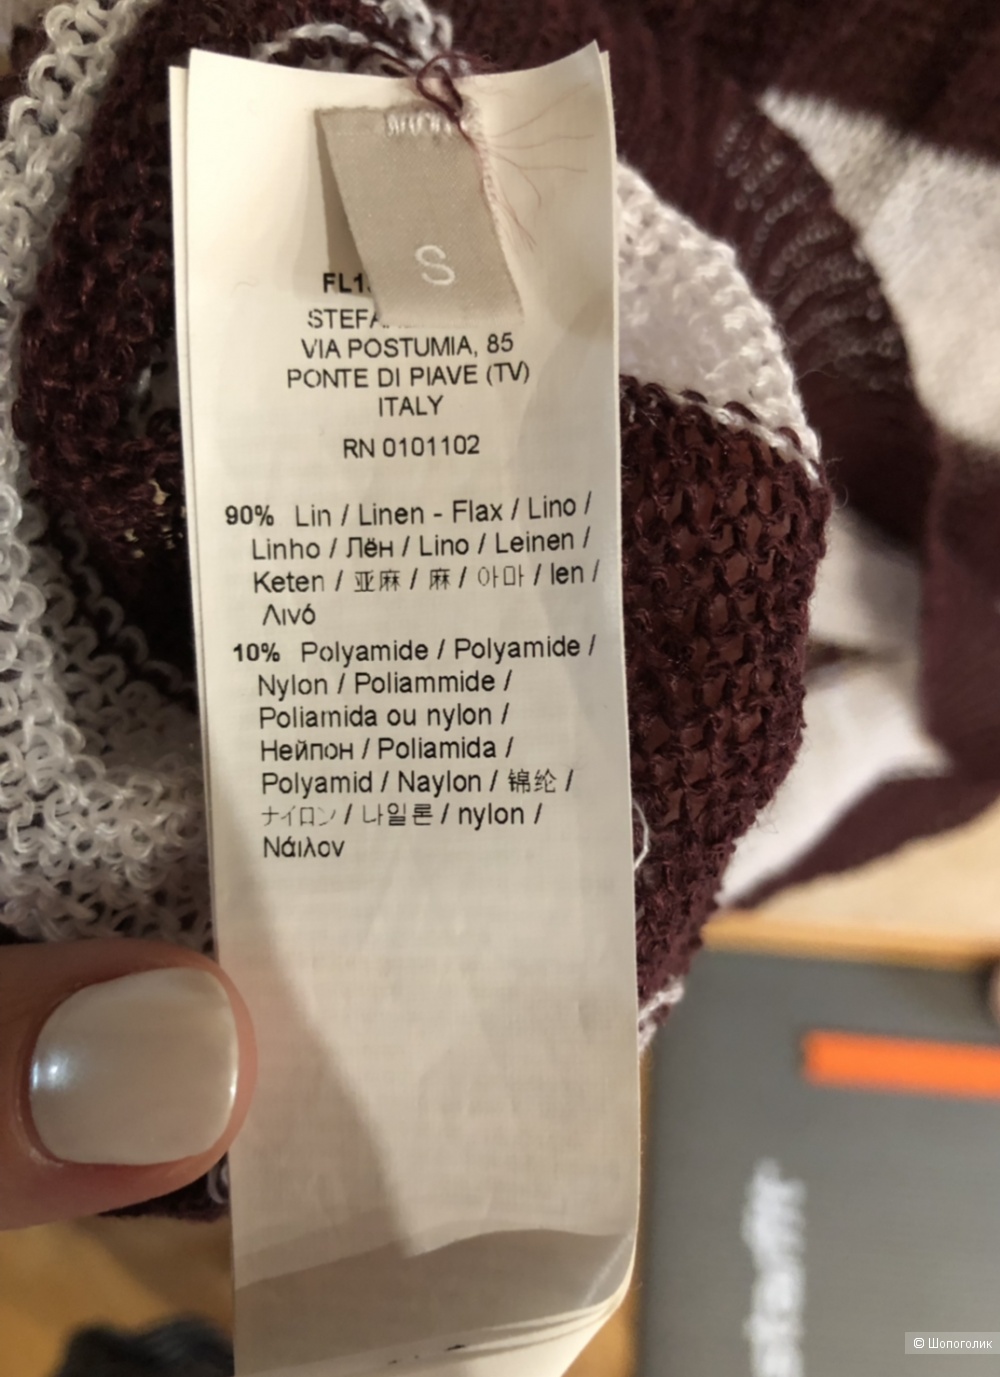 S
VIA POSTUMIA, 85
PONTE DI PIAVE (TV)
ITALY
RN 0101102
90% Lin / Linen - Flax / Lino /
Linho / Лён / Lino / Leinen /
Keten / 亚麻 / 麻 / 아마 / len /
Λινό
10% Polyamide / Polyamide /
Nylon / Poliammide /
Poliamida ou nylon /
Нейлон / Poliamida /
Polyamid / Naylon / 锦纶 /
ナイロン / 나일론 / nylon /
Νάιλον
© Шопоголик